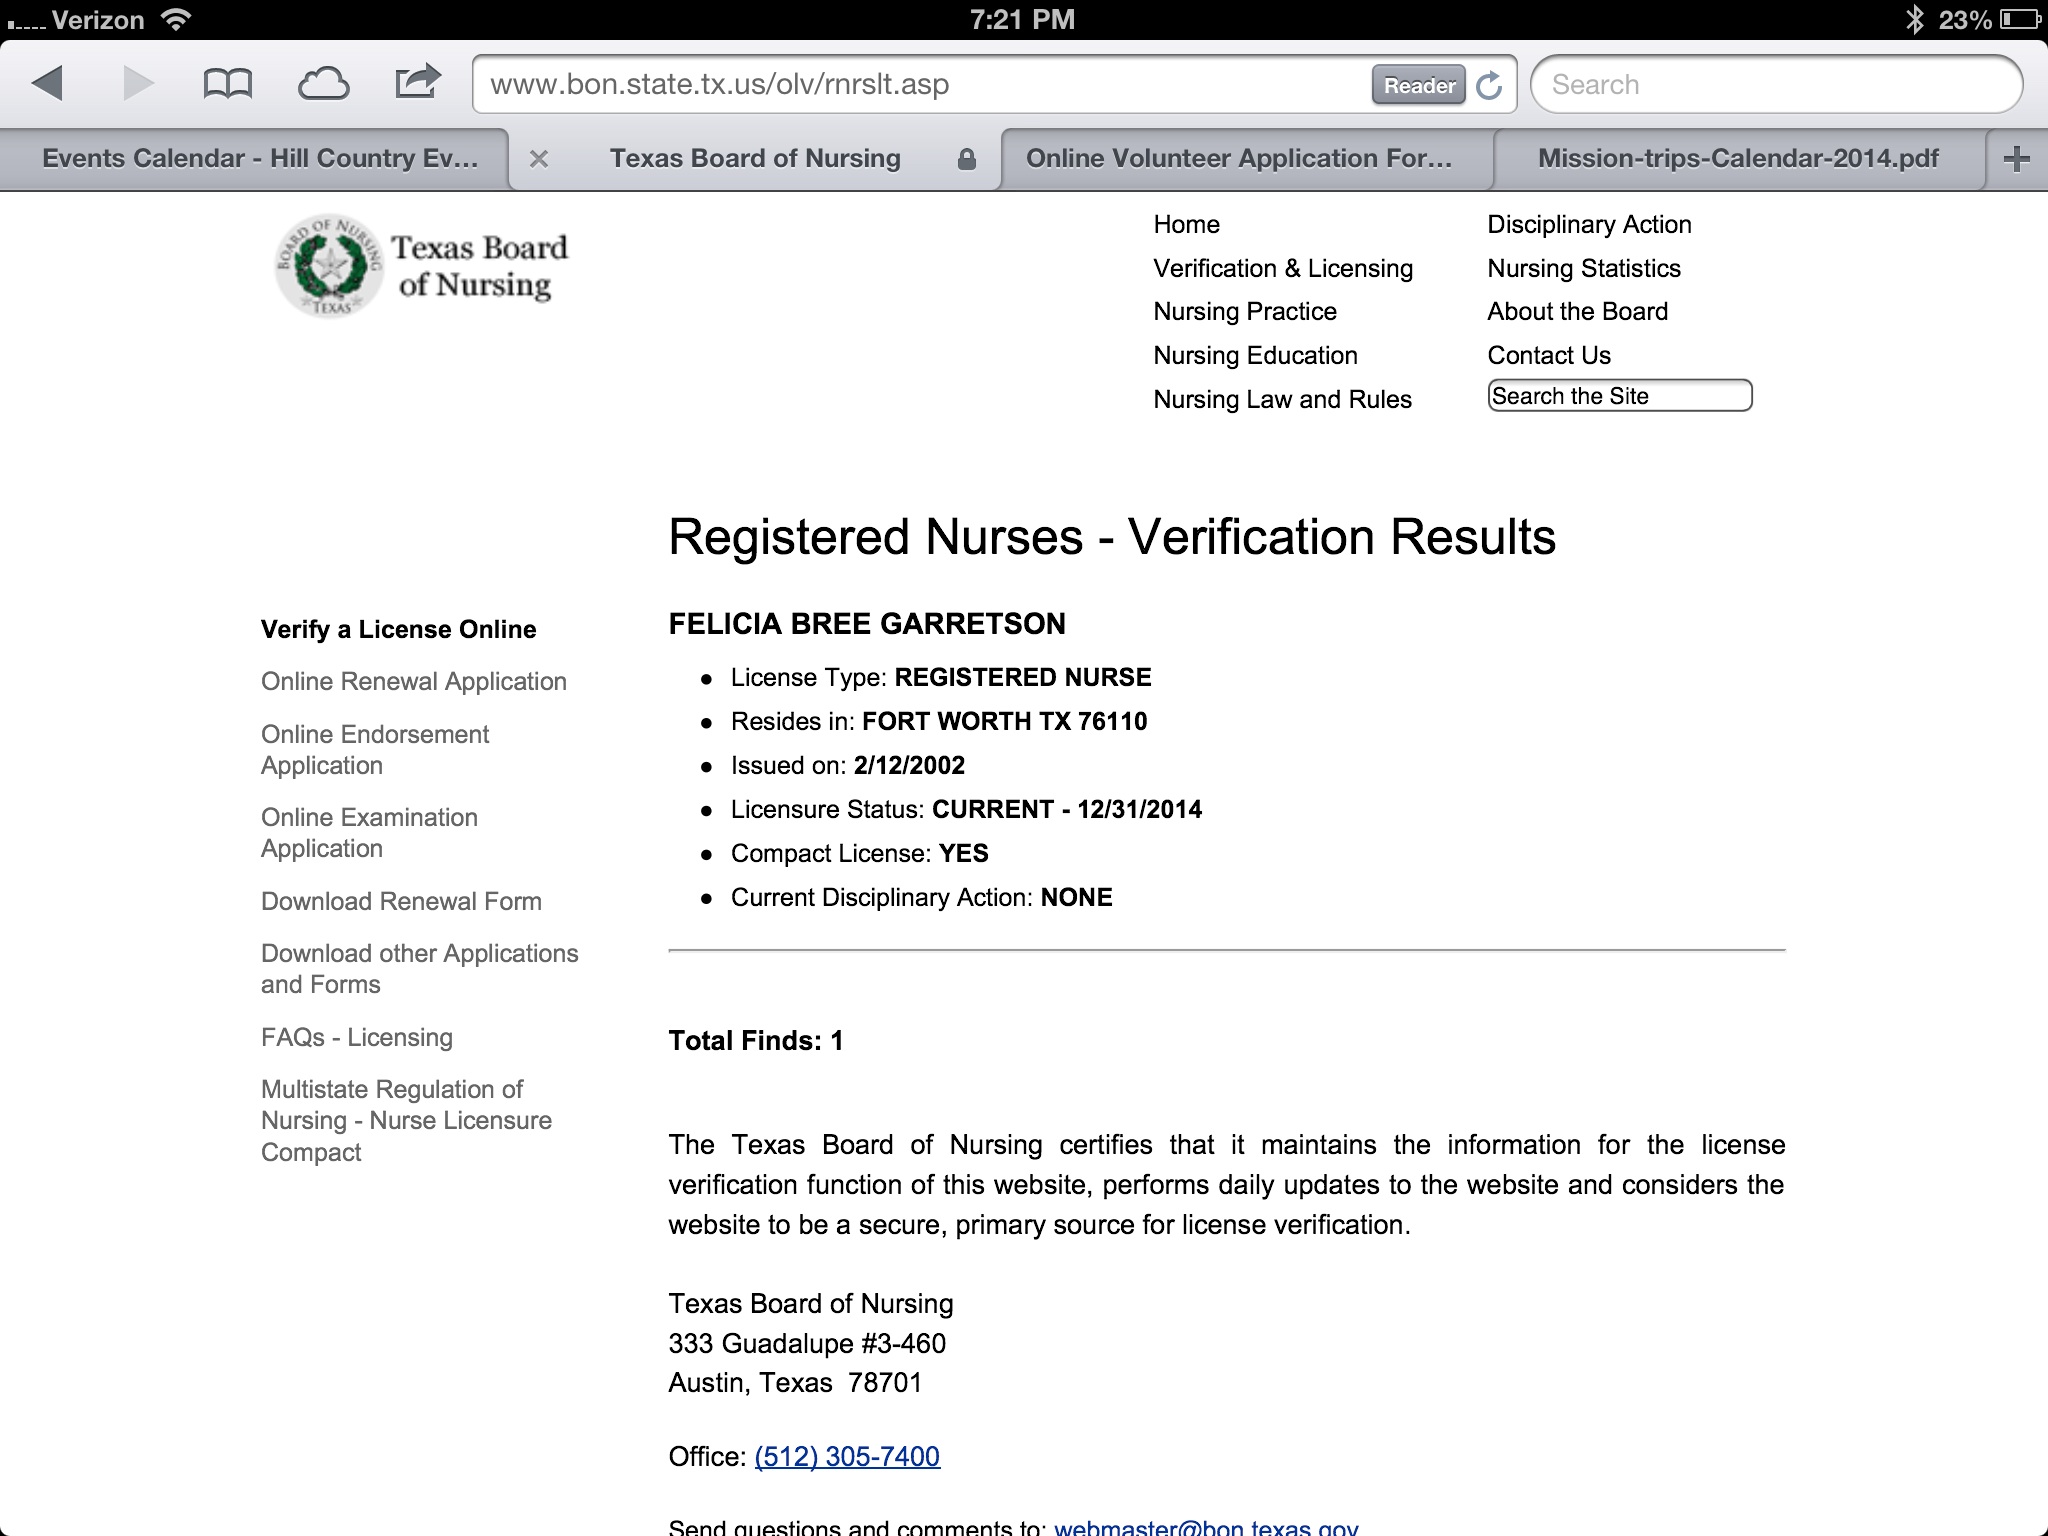 Verizon 7:21 PM 23%
www.bon.state.tx.us/olv/rnrslt.asp Reader Search
Events Calendar - Hill Country Ev... Texas Board of Nursing Online Volunteer Application For... Mission-trips-Calendar-2014.pdf
BOARD OF NURSING
TEXAS
Texas Board
of Nursing
Home
Verification & Licensing
Nursing Practice
Nursing Education
Nursing Law and Rules
Disciplinary Action
Nursing Statistics
About the Board
Contact Us
Search the Site
Registered Nurses - Verification Results
Verify a License Online
Online Renewal Application
Online Endorsement
Application
Online Examination
Application
Download Renewal Form
Download other Applications
and Forms
FAQs - Licensing
Multistate Regulation of
Nursing - Nurse Licensure
Compact
FELICIA BREE GARRETSON
• License Type: REGISTERED NURSE
• Resides in: FORT WORTH TX 76110
• Issued on: 2/12/2002
• Licensure Status: CURRENT - 12/31/2014
• Compact License: YES
• Current Disciplinary Action: NONE
Total Finds: 1
The Texas Board of Nursing certifies that it maintains the information for the license
verification function of this website, performs daily updates to the website and considers the
website to be a secure, primary source for license verification.
Texas Board of Nursing
333 Guadalupe #3-460
Austin, Texas 78701
Office: (512) 305-7400
Send questions and comments to: webmaster@bon.texas.gov